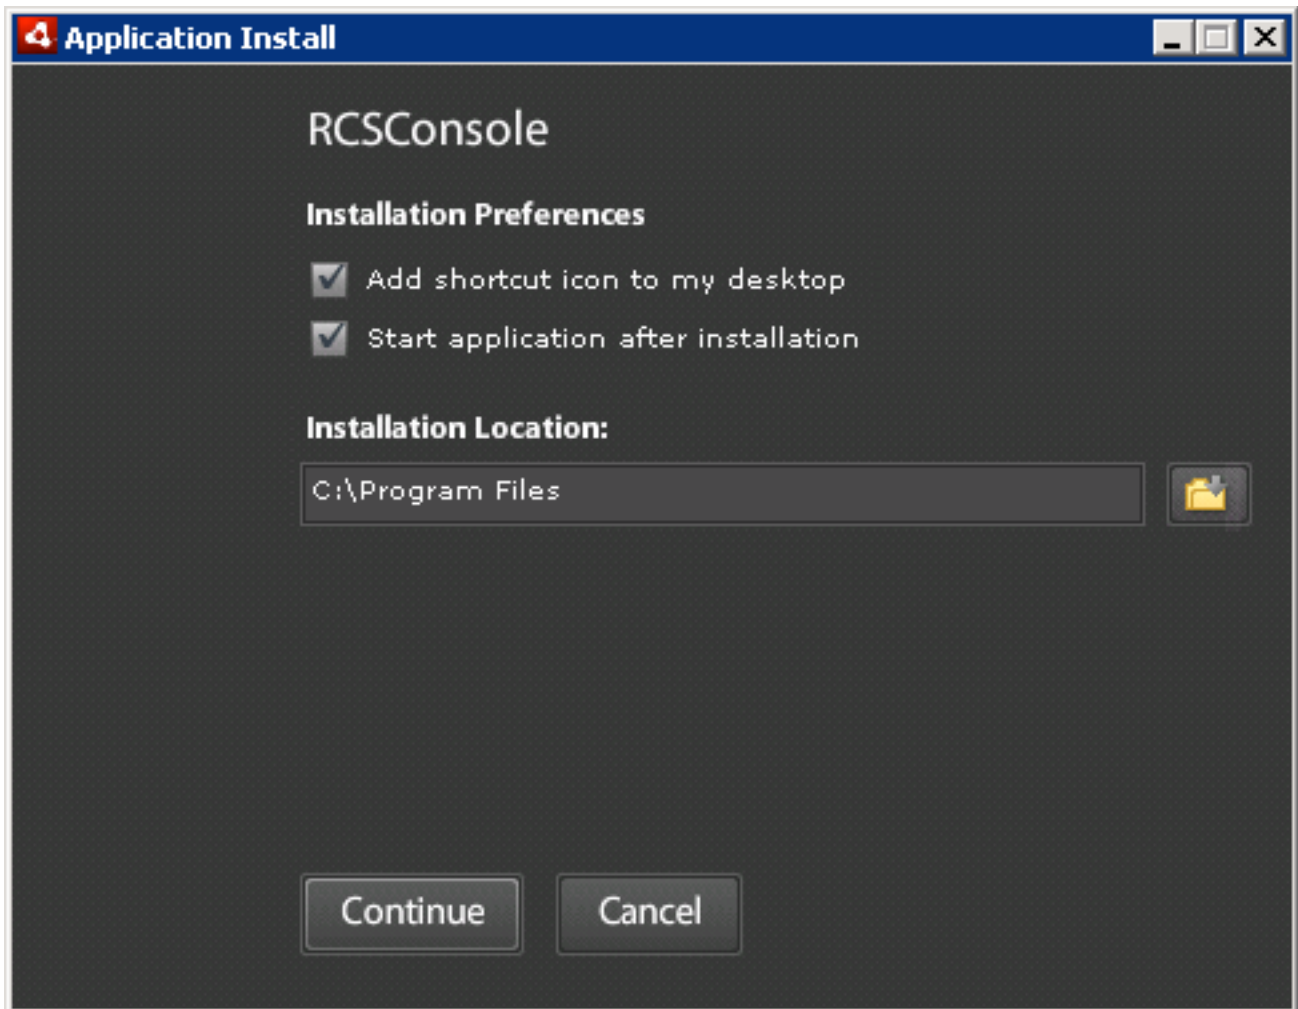 Application Install
RCSConsole
Installation Preferences
Add shortcut icon to my desktop
Start application after installation
Installation Location:
C:\Program Files
Continue
Cancel